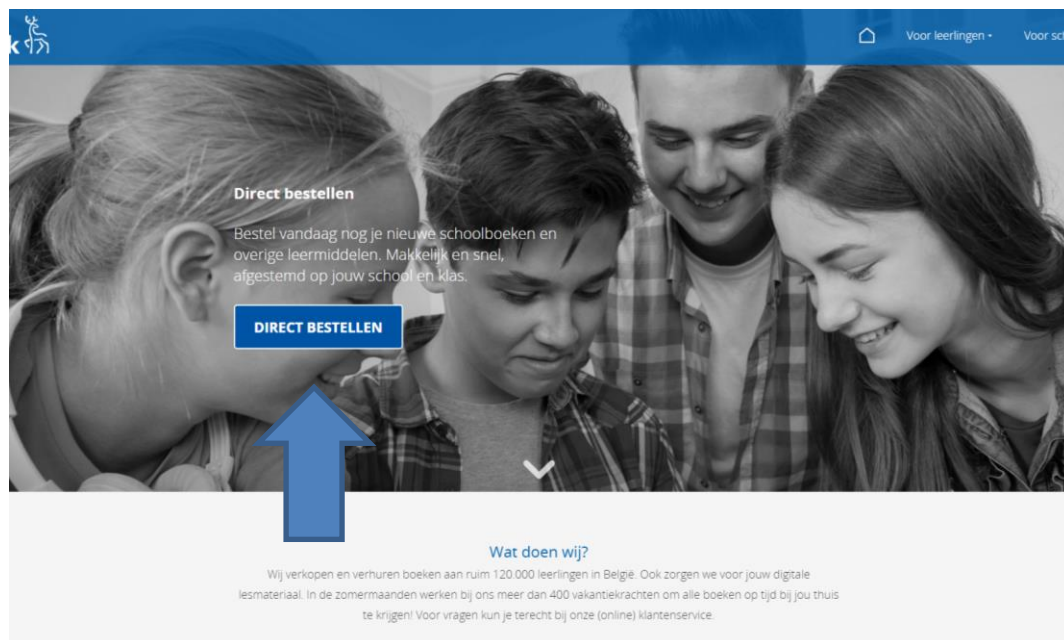 k
Voor leerlingen
Voor sch
Direct bestellen
Bestel vandaag nog je nieuwe schoolboeken en
overige leermiddelen. Makkelijk en snel,
afgestemd op jouw school en klas.
DIRECT BESTELLEN
Wat doen wij?
Wij verkopen en verhuren boeken aan ruim 120.000 leerlingen in België. Ook zorgen we voor jouw digitale
lesmateriaal. In de zomermaanden werken bij ons meer dan 400 vakantiekrachten om alle boeken op tijd bij jou thuis
te krijgen! Voor vragen kun je terecht bij onze (online) klantenservice.